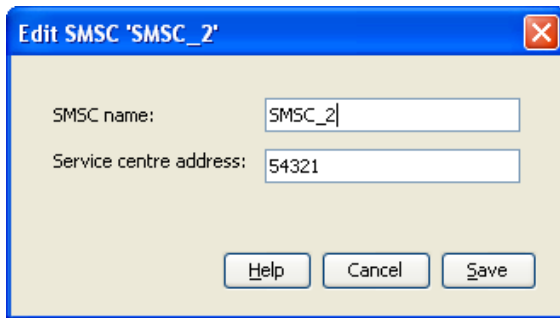 Edit SMSC 'SMSC_2'
SMSC name: SMSC_2
Service centre address: 54321
Help Cancel Save